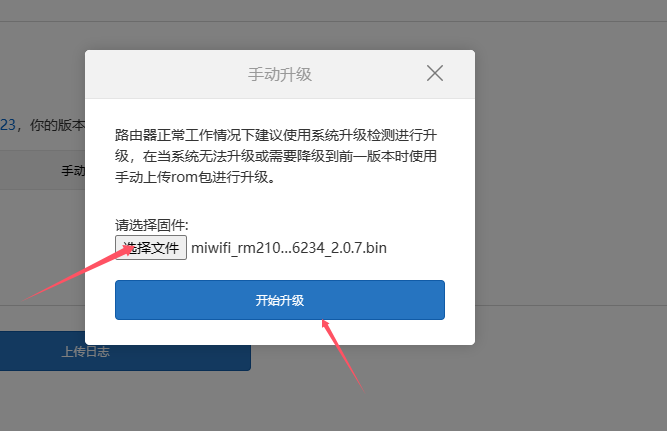 手动升级
23，你的版本
路由器正常工作情况下建议使用系统升级检测进行升
级，在当系统无法升级或需要降级到前一版本时使用
手动上传rom包进行升级。
手动
请选择固件:
选择文件 miwifi_rm210...6234_2.0.7.bin
开始升级
上传日志